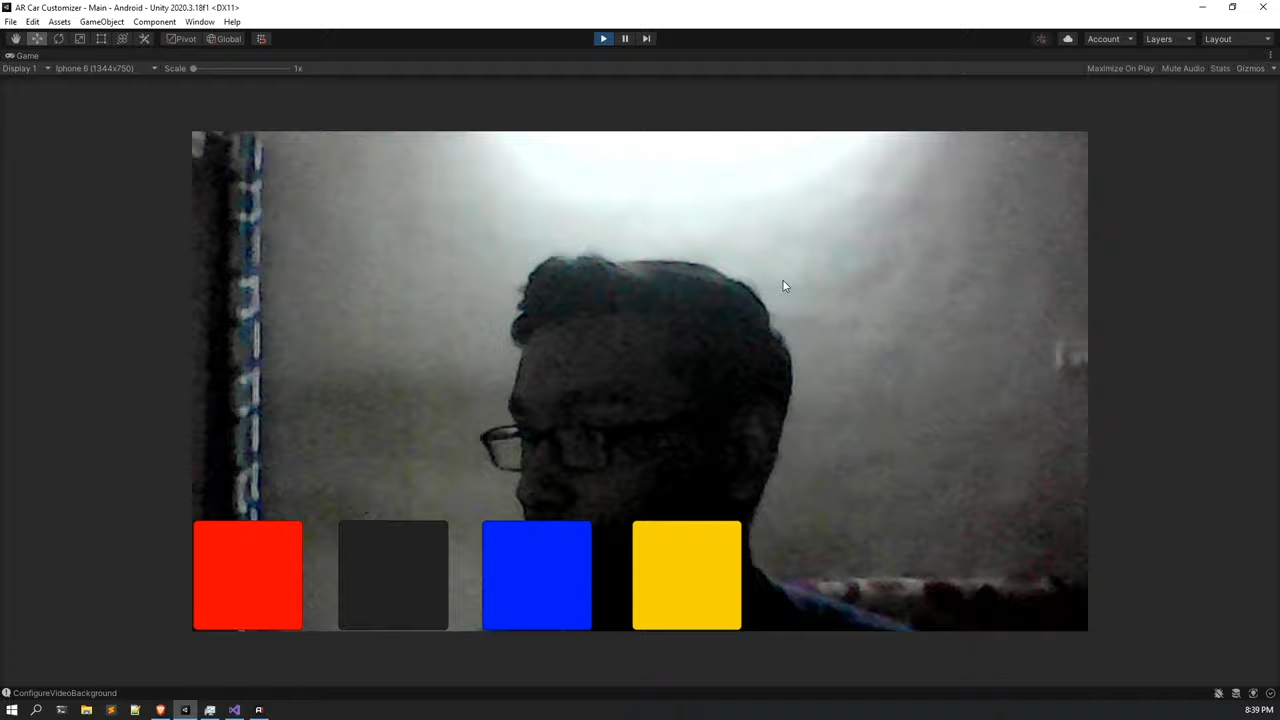 AR Car Customizer - Main - Android - Unity 2020.3.18f1 <DX11>
File Edit Assets GameObject Component Window Help
Pivot Global Account Layers Layout
Game
Display 1 Iphone 6 (1344x750) Scale 1x Maximize On Play Mute Audio Stats Gizmos
ConfigureVideoBackground
8:39 PM